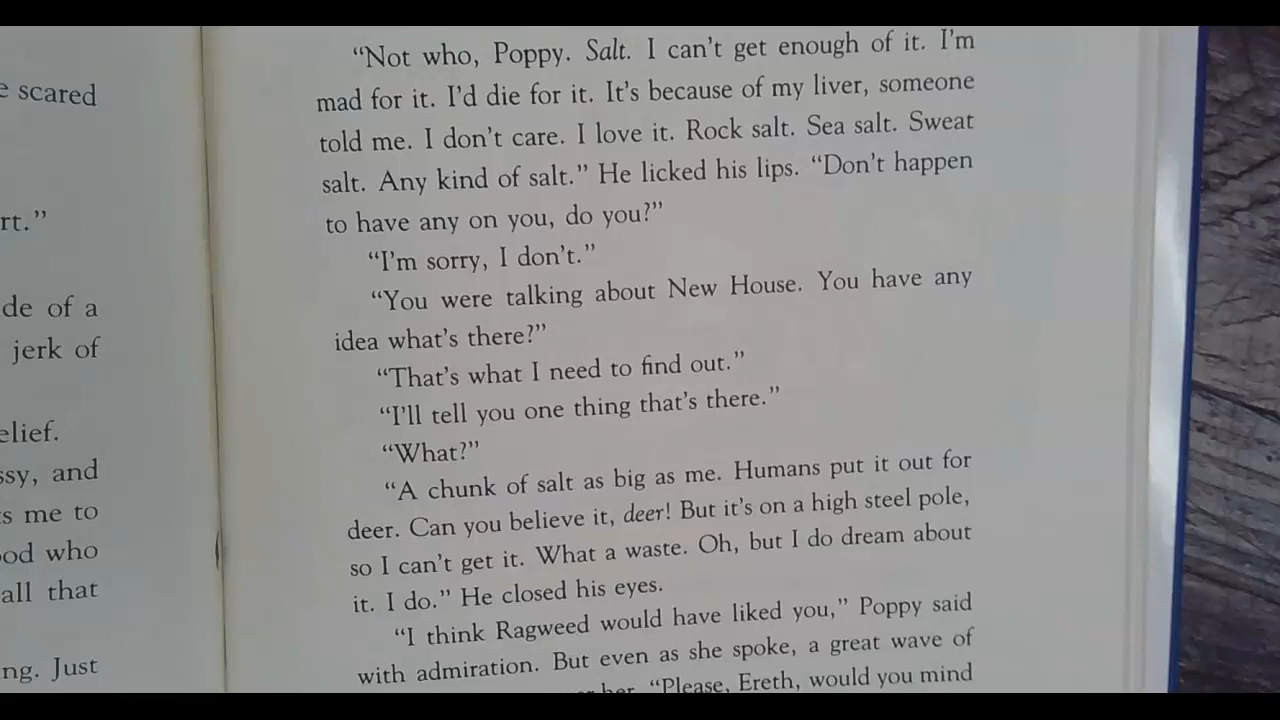 scared
rt.”
de of a
jerk of
elief.
ssy, and
s me to
ood who
all that
ng. Just
“Not who, Poppy. Salt. I can’t get enough of it. I’m
mad for it. I’d die for it. It’s because of my liver, someone
told me. I don’t care. I love it. Rock salt. Sea salt. Sweat
salt. Any kind of salt.” He licked his lips. “Don’t happen
to have any on you, do you?”
“I’m sorry, I don’t.”
“You were talking about New House. You have any
idea what’s there?”
“That’s what I need to find out.”
“I’ll tell you one thing that’s there.”
“What?”
“A chunk of salt as big as me. Humans put it out for
deer. Can you believe it, deer! But it’s on a high steel pole,
so I can’t get it. What a waste. Oh, but I do dream about
it. I do.” He closed his eyes.
“I think Ragweed would have liked you,” Poppy said
with admiration. But even as she spoke, a great wave of
her. “Please, Ereth, would you mind